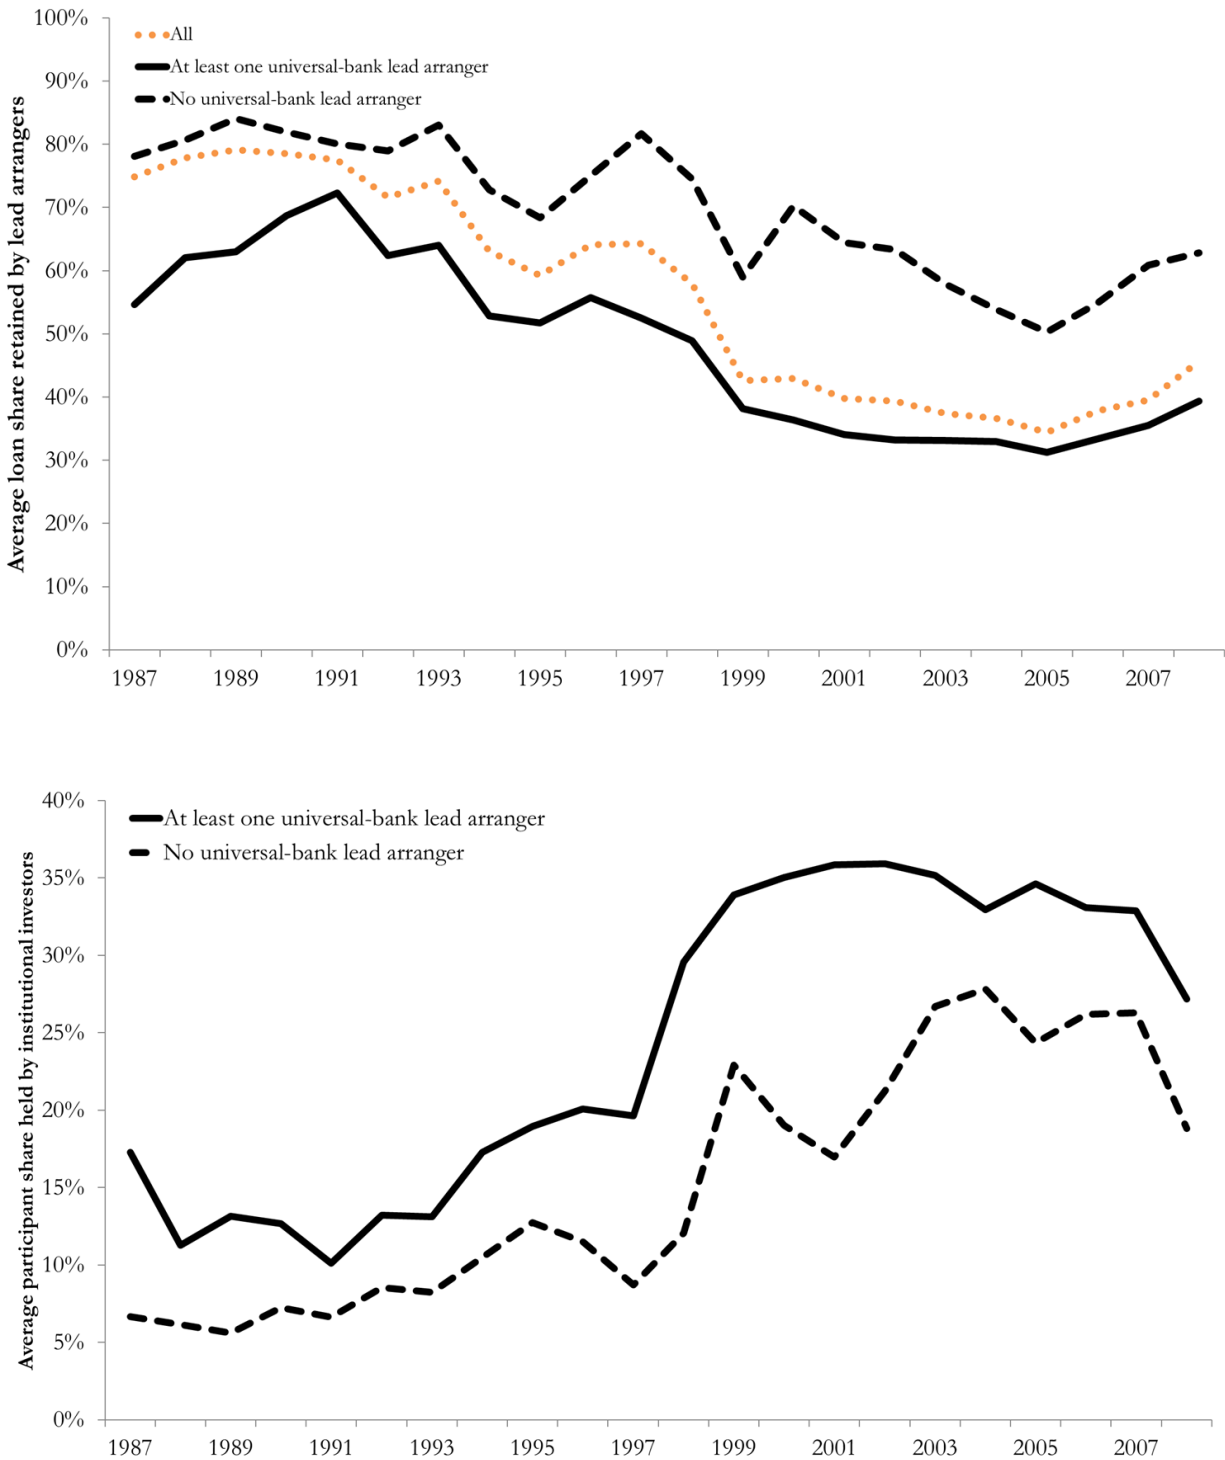 100%
All
At least one universal-bank lead arranger
90%
No universal-bank lead arranger
80%
70%
60%
50%
40%
30%
20%
10%
0%
Average loan share retained by lead arrangers
1987 1989 1991 1993 1995 1997 1999 2001 2003 2005 2007
40%
At least one universal-bank lead arranger
No universal-bank lead arranger
35%
30%
25%
20%
15%
10%
5%
0%
Average participant share held by institutional investors
1987 1989 1991 1993 1995 1997 1999 2001 2003 2005 2007